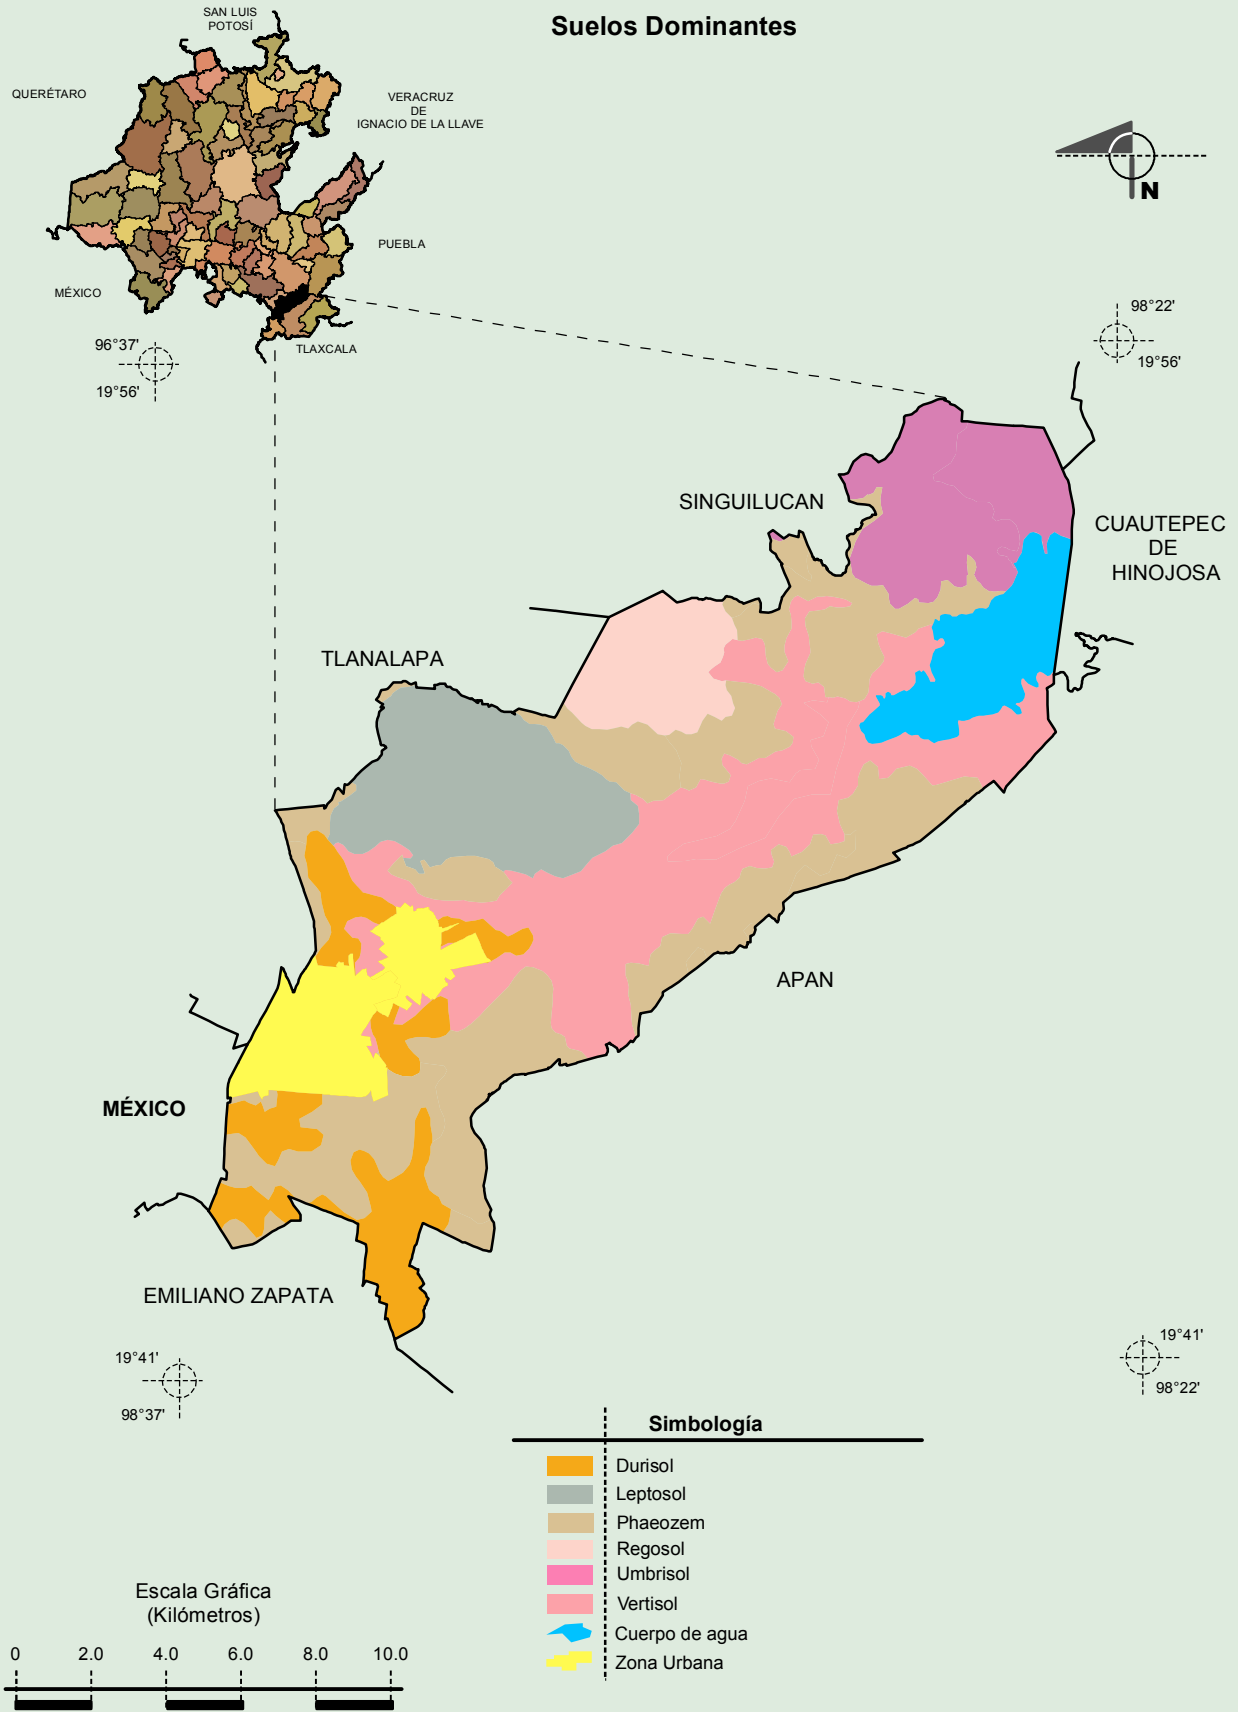 Suelos Dominantes
SAN LUIS
POTOSÍ
QUERÉTARO
VERACRUZ
DE
IGNACIO DE LA LLAVE
PUEBLA
MÉXICO
TLAXCALA
N
96°37'
19°56'
98°22'
19°56'
SINGUILUCAN
CUAUTEPEC
DE
HINOJOSA
TLANALAPA
APAN
MÉXICO
EMILIANO ZAPATA
19°41'
98°37'
19°41'
98°22'
Simbología
Durisol
Leptosol
Phaeozem
Regosol
Umbrisol
Vertisol
Cuerpo de agua
Zona Urbana
Escala Gráfica
(Kilómetros)
0 2.0 4.0 6.0 8.0 10.0